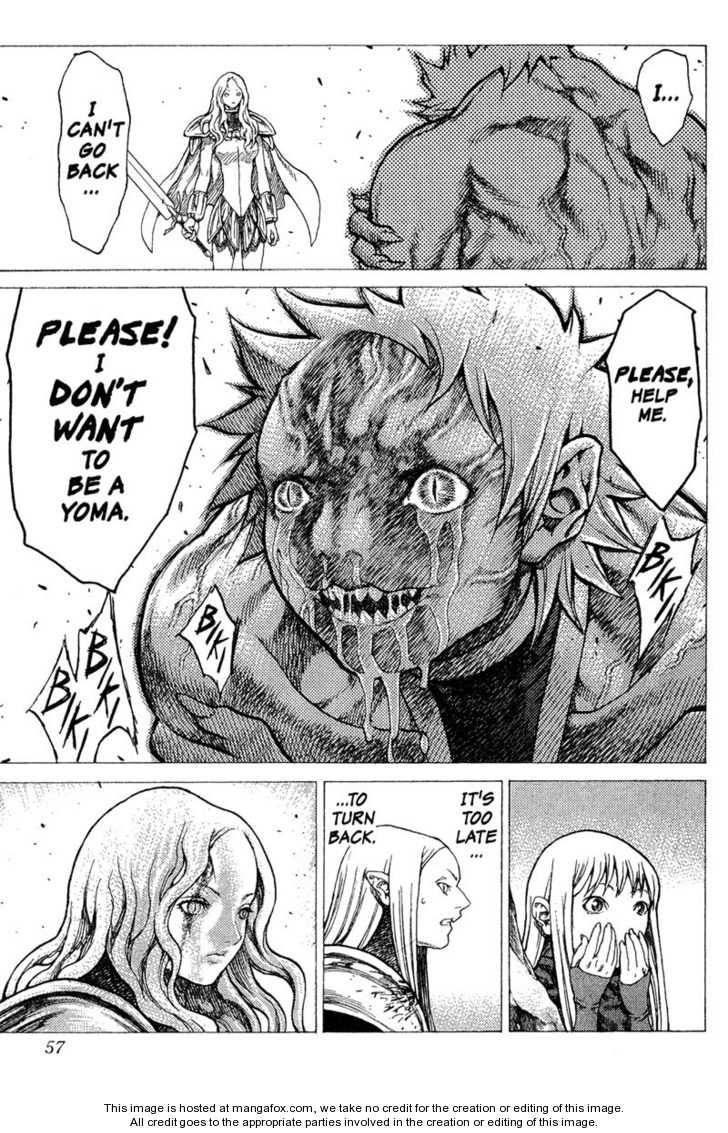 I...
I
CAN'T
GO
BACK
...
PLEASE,
HELP
ME.
PLEASE!
I
DON'T
WANT
TO
BE A
YOMA.
BIKI
BIKI
BIKI
BIKI
IT'S
TOO
LATE
...
...TO
TURN
BACK.
57
This image is hosted at mangafox.com, we take no credit for the creation or editing of this image.
All credit goes to the appropriate parties involved in the creation or editing of this image.